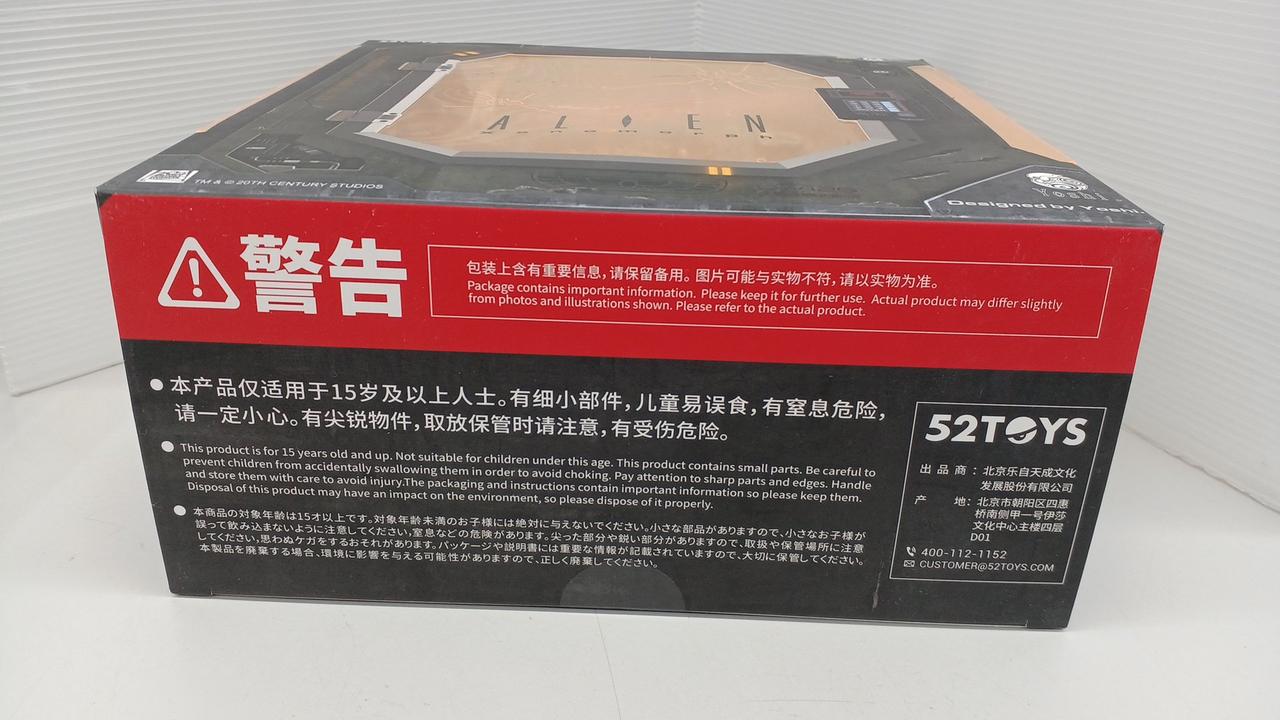 ALIEN
xenomorph
TM & © 20TH CENTURY STUDIOS
Yoshi.
Designed by Yoshi.
警告
包装上含有重要信息,请保留备用。图片可能与实物不符,请以实物为准。
Package contains important information. Please keep it for further use. Actual product may differ slightly
from photos and illustrations shown. Please refer to the actual product.
●本产品仅适用于15岁及以上人士。有细小部件,儿童易误食,有窒息危险,
请一定小心。有尖锐物件,取放保管时请注意,有受伤危险。
●This product is for 15 years old and up. Not suitable for children under this age. This product contains small parts. Be careful to
prevent children from accidentally swallowing them in order to avoid choking. Pay attention to sharp parts and edges. Handle
and store them with care to avoid injury.The packaging and instructions contain important information so please keep them.
Disposal of this product may have an impact on the environment, so please dispose of it properly.
●本商品の対象年齢は15才以上です。対象年齢未満のお子様には絶対に与えないでください。小さな部品がありますので、小さなお子様が
誤って飲み込まないように注意してください,窒息などの危険があります。尖った部分や鋭い部分がありますので、取扱や保管場所に注意
してください,思わぬケガをするおそれがあります。パッケージや説明書には重要な情報が記載されていますので、大切に保管してください。
本製品を廃棄する場合、環境に影響を与える可能性がありますので、正しく廃棄してください。
52TOYS
出品商:北京乐自天成文化
发展股份有限公司
产地:北京市朝阳区四惠
桥南侧甲一号伊莎
文化中心主楼四层
D01
400-112-1152
CUSTOMER@52TOYS.COM